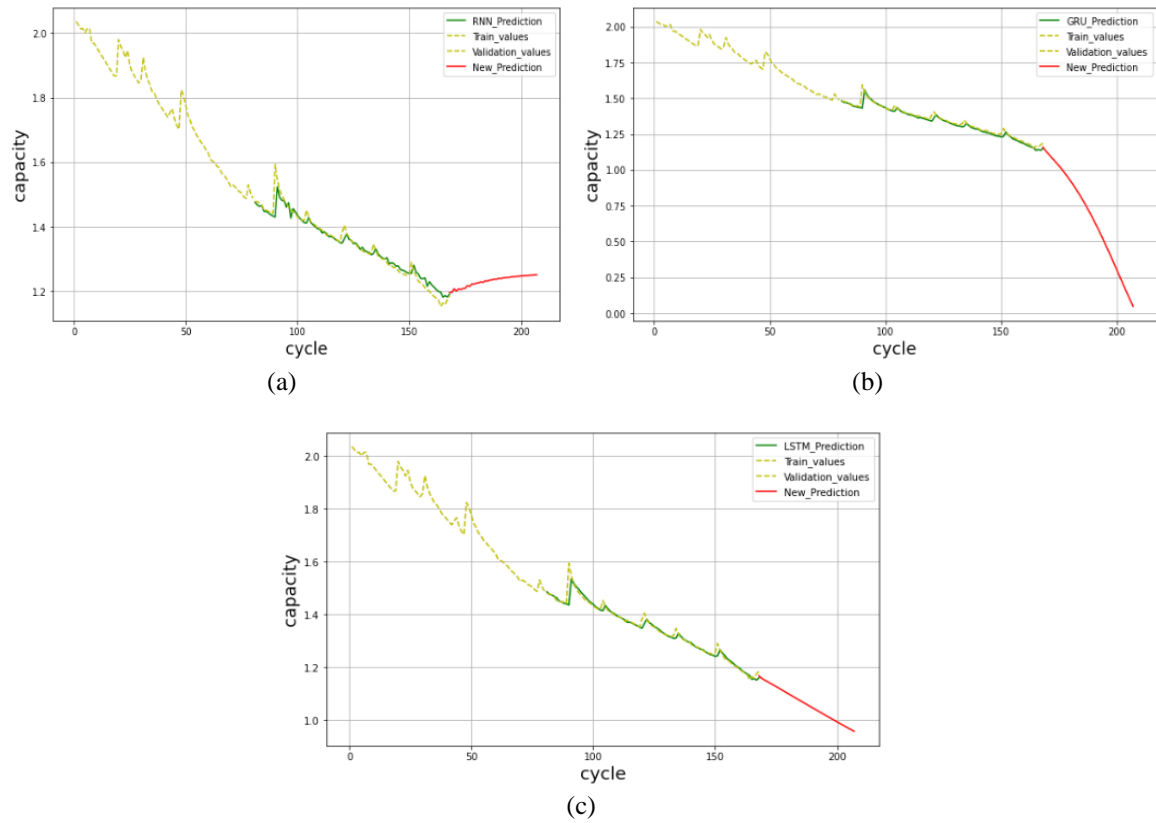 2.0
1.8
1.6
1.4
1.2
capacity
0
50
100
150
200
cycle
RNN_Prediction
Train_values
Validation_values
New_Prediction
(a)
2.00
1.75
1.50
1.25
1.00
0.75
0.50
0.25
0.00
capacity
0
50
100
150
200
cycle
GRU_Prediction
Train_values
Validation_values
New_Prediction
(b)
2.0
1.8
1.6
1.4
1.2
1.0
capacity
0
50
100
150
200
cycle
LSTM_Prediction
Train_values
Validation_values
New_Prediction
(c)